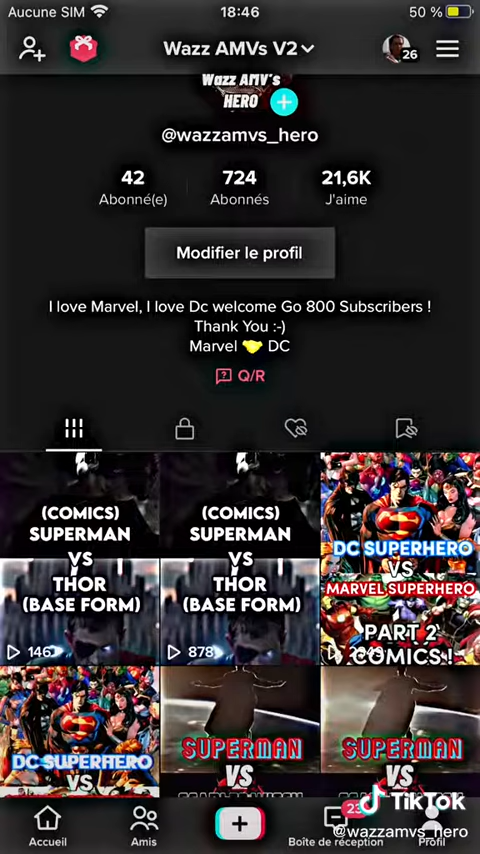 Aucune SIM
18:46
50 %
Wazz AMVs V2
26
Wazz AMV's
HERO
@wazzamvs_hero
42
724
21,6K
Abonné(e)
Abonnés
J'aime
Modifier le profil
I love Marvel, I love Dc welcome Go 800 Subscribers !
Thank You :-)
Marvel 🤝 DC
Q/R
(COMICS)
SUPERMAN
VS
THOR
(BASE FORM)
146
(COMICS)
SUPERMAN
VS
THOR
(BASE FORM)
878
DC SUPERHERO
VS
MARVEL SUPERHERO
PART 2
COMICS !
DC SUPERHERO
VS
SUPERMAN
VS
SUPERMAN
VS
Accueil
Amis
23
Boîte de réception
Profil
TikTok
@wazzamvs_hero